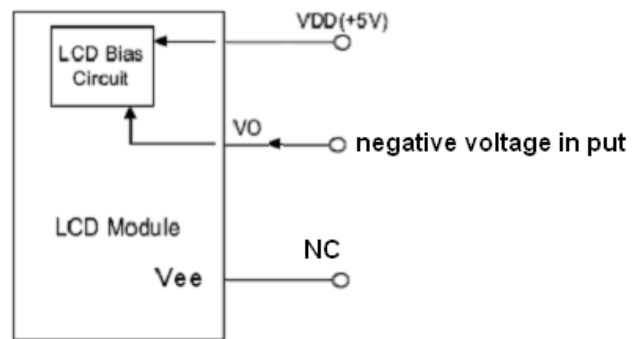 VDD(+5V)
LCD Bias
Circuit
VO
negative voltage in put
LCD Module
NC
Vee